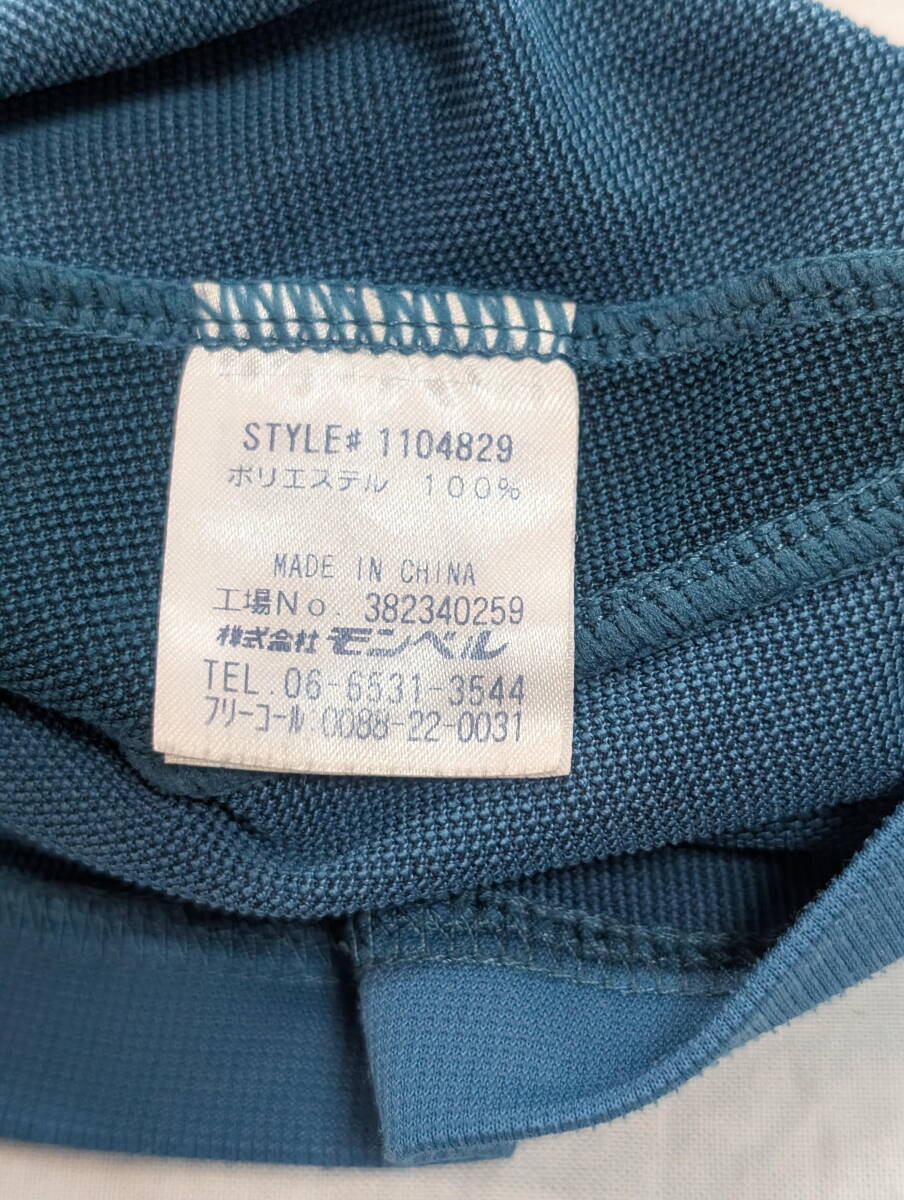 STYLE# 1104829
ポリエステル 100%
MADE IN CHINA
工場No. 382340259
株式会社 モンベル
TEL.06-6531-3544
フリーコール:0088-22-0031